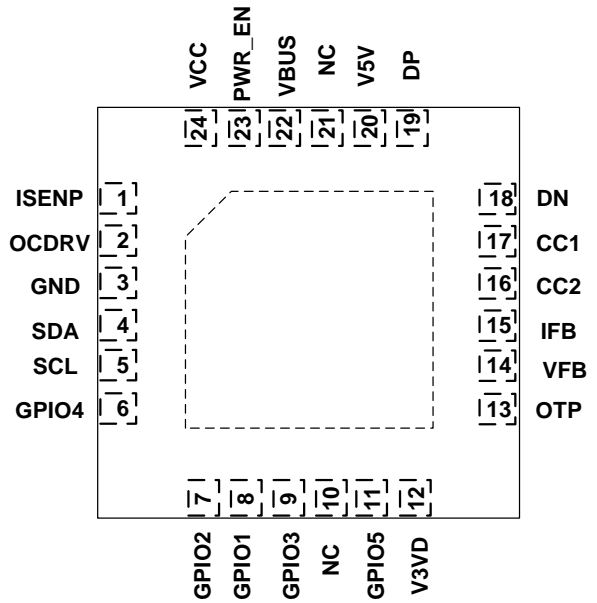 VCC
PWR_EN
VBUS
NC
V5V
DP
24
23
22
21
20
19
ISENP 1
OCDRV 2
GND 3
SDA 4
SCL 5
GPIO4 6
18 DN
17 CC1
16 CC2
15 IFB
14 VFB
13 OTP
7
8
9
10
11
12
GPIO2
GPIO1
GPIO3
NC
GPIO5
V3VD